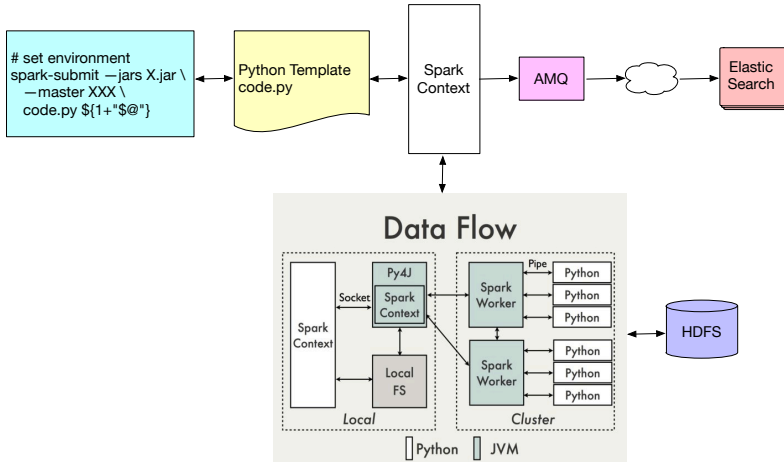 # set environment
spark-submit —jars X.jar \
—master XXX \
code.py ${1+"$@"}
Python Template
code.py
Spark
Context
AMQ
Elastic
Search
Data Flow
Spark
Context
Socket
Py4J
Spark
Context
Local
FS
Local
Spark
Worker
Pipe
Python
Python
Python
Spark
Worker
Python
Python
Python
Cluster
HDFS
Python
JVM